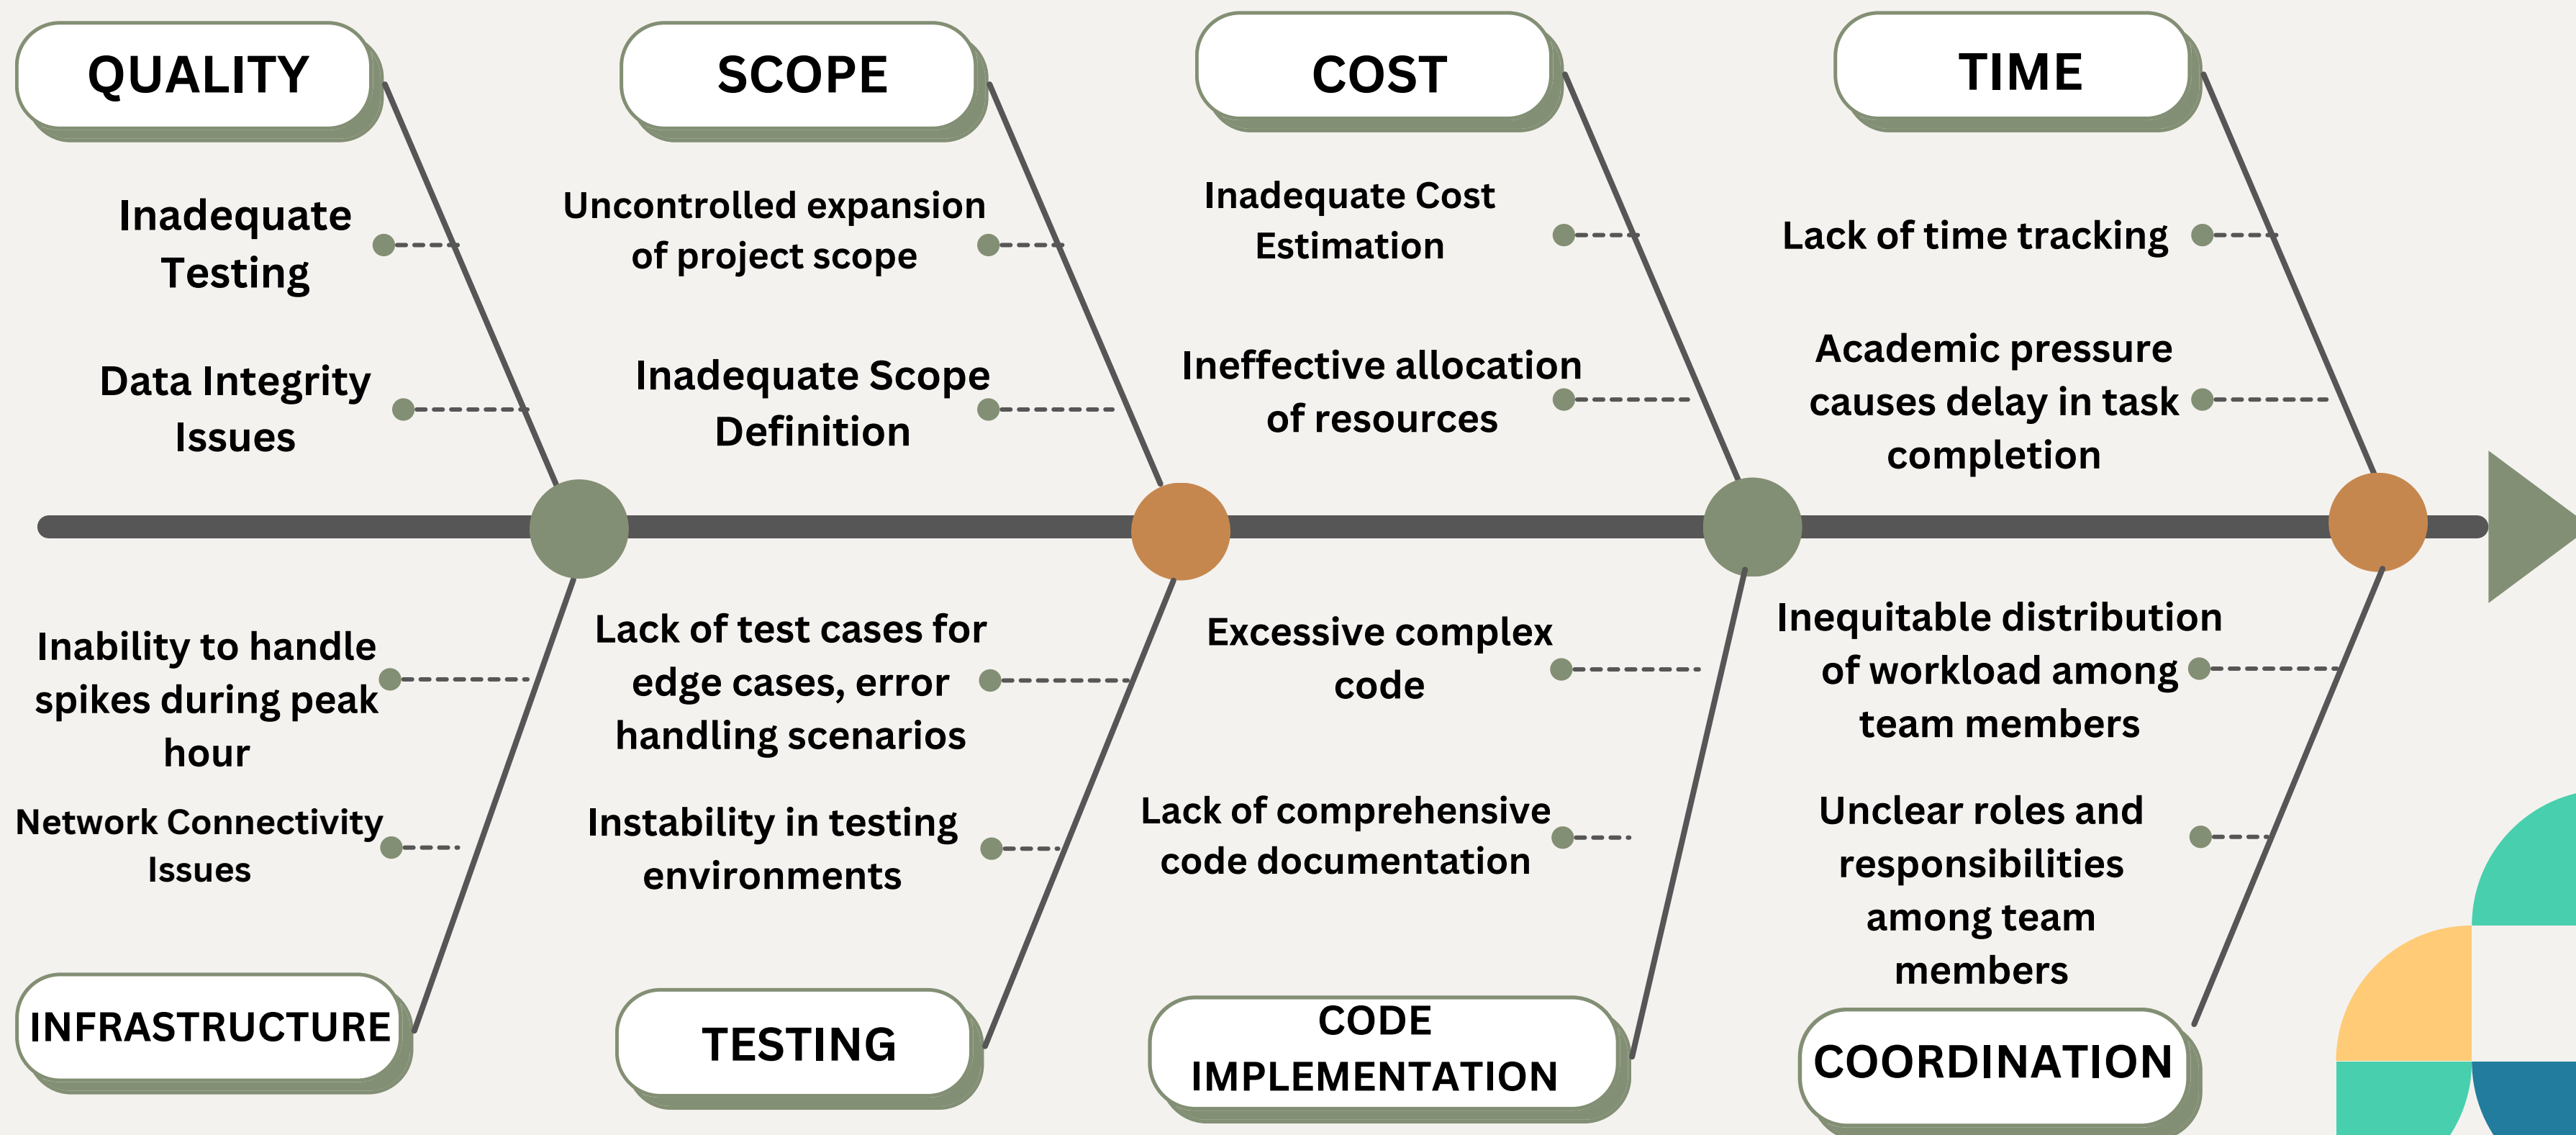 QUALITY
Inadequate
Testing
Data Integrity
Issues
SCOPE
Uncontrolled expansion
of project scope
Inadequate Scope
Definition
COST
Inadequate Cost
Estimation
Ineffective allocation
of resources
TIME
Lack of time tracking
Academic pressure
causes delay in task
completion
Inability to handle
spikes during peak
hour
Network Connectivity
Issues
INFRASTRUCTURE
Lack of test cases for
edge cases, error
handling scenarios
Instability in testing
environments
TESTING
Excessive complex
code
Lack of comprehensive
code documentation
CODE
IMPLEMENTATION
Inequitable distribution
of workload among
team members
Unclear roles and
responsibilities
among team
members
COORDINATION